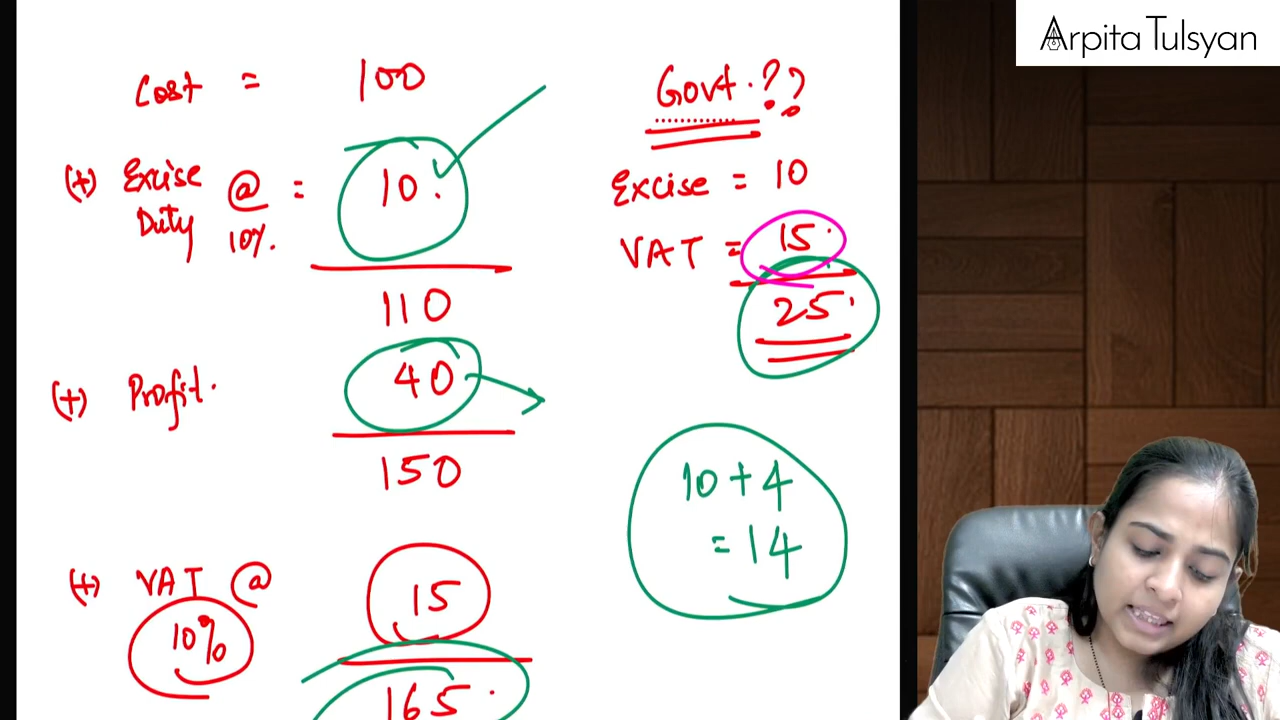 Arpita Tulsyan
Cost = 100
(+) Excise Duty @ 10% = 10.
110
(+) Profit. 40
150
(+) VAT @ 10% 15
165.
Govt. ??
Excise = 10
VAT = 15.
25.
10 + 4
= 14